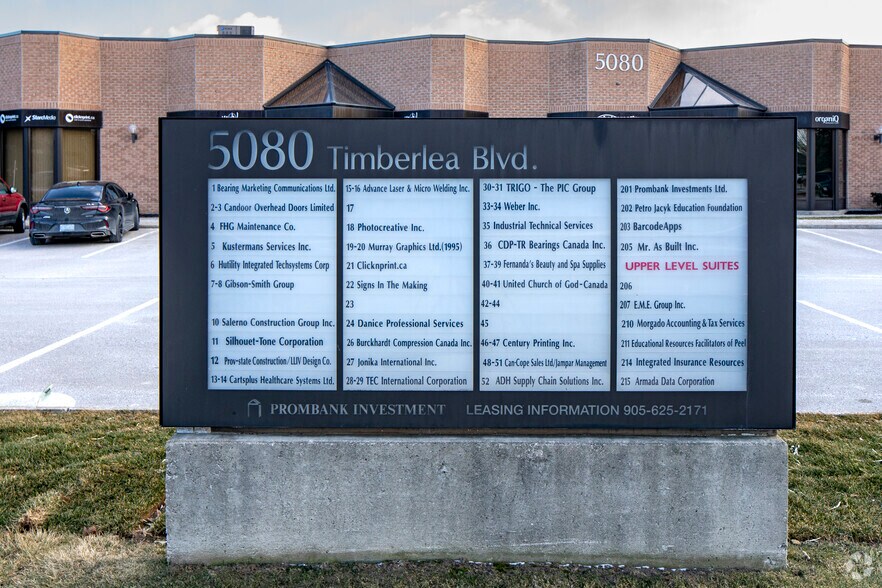 5080
StarMedia
clicknprint.ca
organiQ
5080 Timberlea Blvd.
1 Bearing Marketing Communications Ltd.
2-3 Candoor Overhead Doors Limited
4 FHG Maintenance Co.
5 Kustermans Services Inc.
6 Hutility Integrated Techsystems Corp
7-8 Gibson-Smith Group
10 Salerno Construction Group Inc.
11 Silhouet-Tone Corporation
12 Prov-state Construction/LLIV Design Co.
13-14 Cartsplus Healthcare Systems Ltd.
15-16 Advance Laser & Micro Welding Inc.
17
18 Photocreative Inc.
19-20 Murray Graphics Ltd.(1995)
21 Clicknprint.ca
22 Signs In The Making
23
24 Danice Professional Services
26 Burckhardt Compression Canada Inc.
27 Jonika International Inc.
28-29 TEC International Corporation
30-31 TRIGO - The PIC Group
33-34 Weber Inc.
35 Industrial Technical Services
36 CDP-TR Bearings Canada Inc.
37-39 Fernanda's Beauty and Spa Supplies
40-41 United Church of God-Canada
42-44
45
46-47 Century Printing Inc.
48-51 Can-Cope Sales Ltd/Jampar Management
52 ADH Supply Chain Solutions Inc.
201 Prombank Investments Ltd.
202 Petro Jacyk Education Foundation
203 BarcodeApps
205 Mr. As Built Inc.
UPPER LEVEL SUITES
206
207 E.M.E. Group Inc.
210 Morgado Accounting & Tax Services
211 Educational Resources Facilitators of Peel
214 Integrated Insurance Resources
215 Armada Data Corporation
PROMBANK INVESTMENT LEASING INFORMATION 905-625-2171